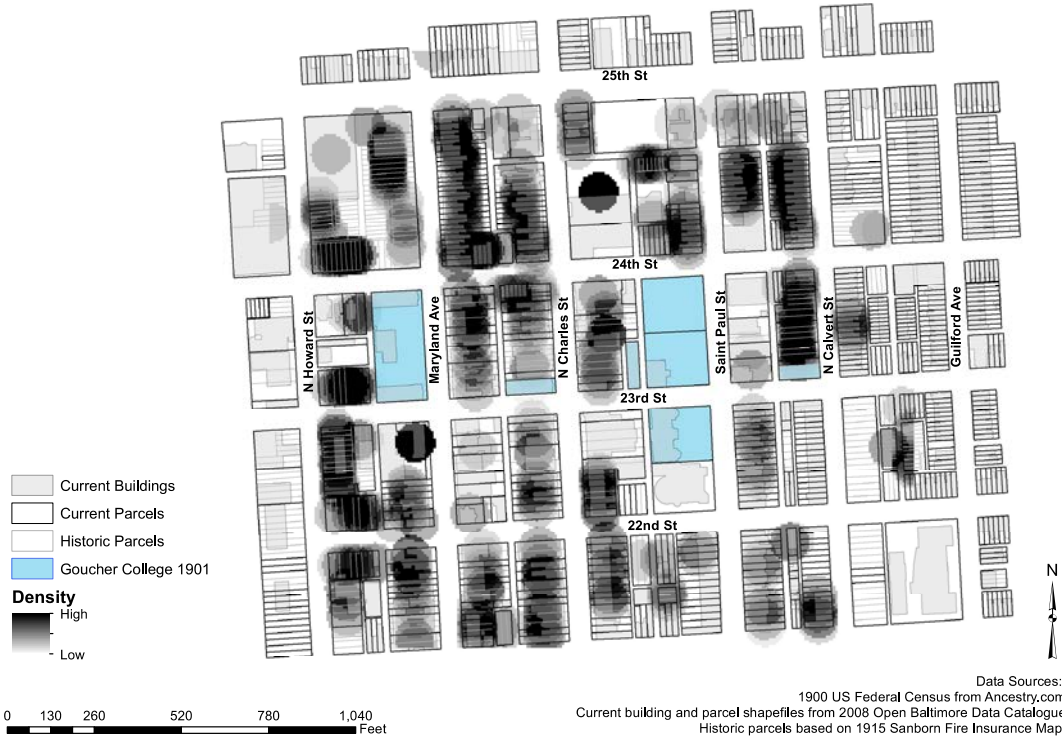 25th St
24th St
N Howard St
Maryland Ave
N Charles St
Saint Paul St
N Calvert St
Guilford Ave
23rd St
22nd St
Current Buildings
Current Parcels
Historic Parcels
Goucher College 1901
Density
High
Low
N
0 130 260 520 780 1,040
Feet
Data Sources:
1900 US Federal Census from Ancestry.com
Current building and parcel shapefiles from 2008 Open Baltimore Data Catalogue
Historic parcels based on 1915 Sanborn Fire Insurance Map